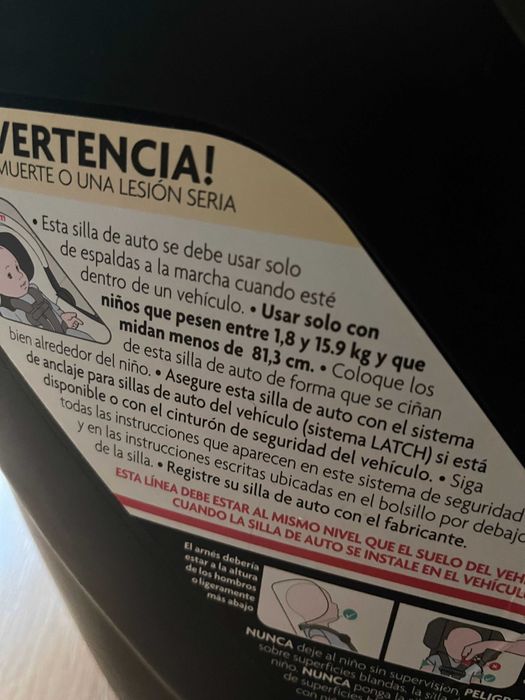 VERTENCIA!
MUERTE O UNA LESIÓN SERIA
• Esta silla de auto se debe usar solo
de espaldas a la marcha cuando esté
dentro de un vehículo. • Usar solo con
niños que pesen entre 1,8 y 15.9 kg y que
midan menos de 81,3 cm. • Coloque los
de esta silla de auto de forma que se ciñan
bien alrededor del niño. • Asegure esta silla de auto con el sistema
de anclaje para sillas de auto del vehículo (sistema LATCH) si está
disponible o con el cinturón de seguridad del vehículo. • Siga
todas las instrucciones que aparecen en este sistema de seguridad
y en las instrucciones escritas ubicadas en el bolsillo por debajo
de la silla. • Registre su silla de auto con el fabricante.
ESTA LÍNEA DEBE ESTAR AL MISMO NIVEL QUE EL SUELO DEL VEH
CUANDO LA SILLA DE AUTO SE INSTALE EN EL VEHÍCUL
El arnés debería
estar a la altura
de los hombros
o ligeramente
más abajo
NUNCA deje al niño sin supervisión. PELIGR
sobre superficies blandas, la si
niño. NUNCA ponga
de superficies
con